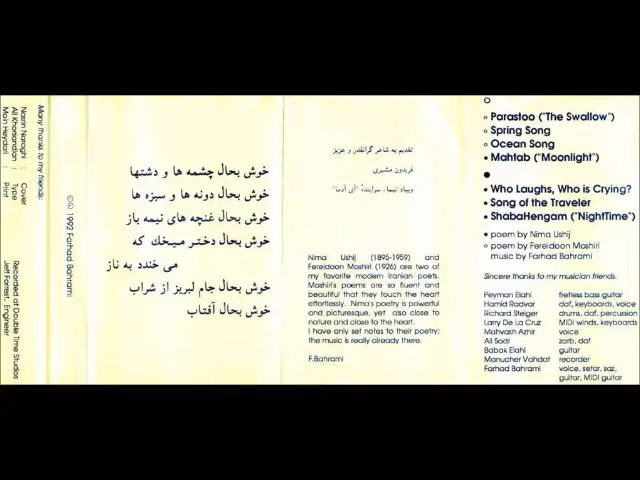 Many thanks to my friends:
Nasrin Naraghi : Cover
Ali Khorsandian : Type
Moin Heydari : Print
Recorded at Double Time Studios
Jeff Forrest, Engineer
©℗ 1992 Farhad Bahrami
خوش بحال چشمه ها و دشتها
خوش بحال دونه ها و سبزه ها
خوش بحال غنچه های نیمه باز
خوش بحال دختر میخك كه
می خندد به ناز
خوش بحال جام لبریز از شراب
خوش بحال آفتاب
تقدیم به شاعر گرانقدر و عزیز
فریدون مشیری
وبیاد نیما، سرایندهٔ "آی آدما"
Nima Ushij (1895-1959) and
Fereidoon Moshiri (1926) are two of
my favorite modern Iranian poets.
Moshiri's poems are so fluent and
beautiful that they touch the heart
effortlessly. Nima's poetry is powerful
and picturesque, yet also close to
nature and close to the heart.
I have only set notes to their poetry;
the music is really already there.
F.Bahrami
○
○ Parastoo ("The Swallow")
○ Spring Song
○ Ocean Song
● Mahtab ("Moonlight")
●
● Who Laughs, Who is Crying?
● Song of the Traveler
● ShabaHengam ("NightTime")
● poem by Nima Ushij
○ poem by Fereidoon Moshiri
music by Farhad Bahrami
Sincere thanks to my musician friends.
Peyman Elahi fretless bass guitar
Hamid Radvar daf, keyboards, voice
Richard Steiger drums, daf, percussion
Larry De La Cruz MIDI winds, keyboards
Mahvash Azhir voice
Ali Sadr zarb, daf
Babak Elahi guitar
Manucher Vahdat recorder
Farhad Bahrami voice, setar, saz,
guitar, MIDI guitar